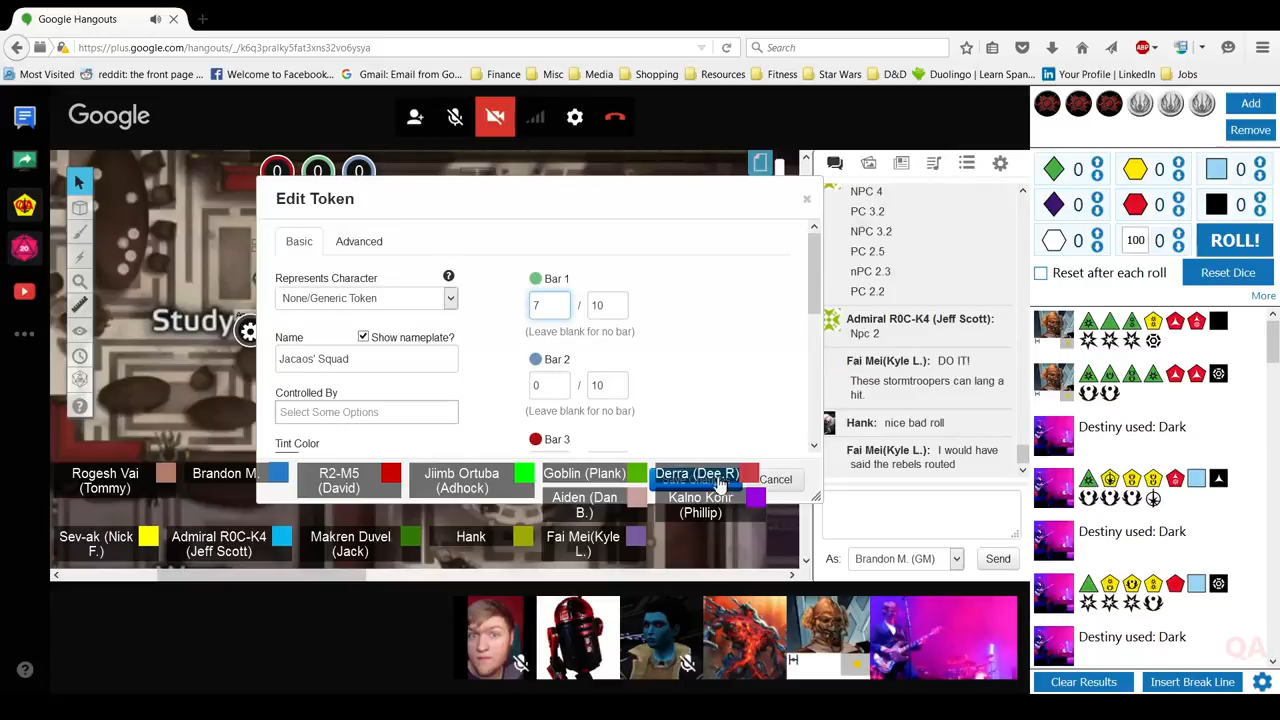 Google Hangouts
https://plus.google.com/hangouts/_/k6q3pralky5fat3xns32vo6ysya
Search
ABP
Most Visited
reddit: the front page ...
Welcome to Facebook...
Gmail: Email from Go...
Finance
Misc
Media
Shopping
Resources
Fitness
Star Wars
D&D
Duolingo | Learn Span...
Your Profile | LinkedIn
Jobs
Google
Add
Remove
0 0 0
0 0 0
0 100 0
ROLL!
Reset after each roll
Reset Dice
More
0 0 0
Study
Edit Token
Basic
Advanced
Represents Character
None/Generic Token
Name
Show nameplate?
Jacaos' Squad
Controlled By
Select Some Options
Tint Color
Bar 1
7 / 10
(Leave blank for no bar)
Bar 2
0 / 10
(Leave blank for no bar)
Bar 3
Cancel
NPC 4
PC 3.2
NPC 3.2
PC 2.5
nPC 2.3
PC 2.2
Admiral R0C-K4 (Jeff Scott):
Npc 2
Fai Mei(Kyle L.): DO IT!
These stormtroopers can lang a
hit.
Hank: nice bad roll
Fai Mei(Kyle L.): I would have
said the rebels routed
As:
Brandon M. (GM)
Send
Rogesh Vai
(Tommy)
Brandon M.
R2-M5
(David)
Jiimb Ortuba
(Adhock)
Goblin (Plank)
Derra (Dee.R)
Aiden (Dan
B.)
Kalno Konr
(Phillip)
Sev-ak (Nick
F.)
Admiral R0C-K4
(Jeff Scott)
Makren Duvel
(Jack)
Hank
Fai Mei(Kyle
L.)
Destiny used: Dark
Destiny used: Dark
Destiny used: Dark
QA
Clear Results
Insert Break Line
20